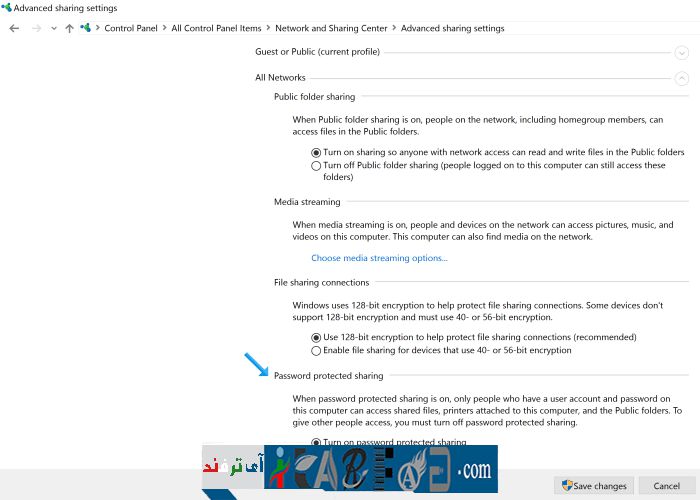 Advanced sharing settings
Control Panel > All Control Panel Items > Network and Sharing Center > Advanced sharing settings
Guest or Public (current profile)
All Networks
Public folder sharing
When Public folder sharing is on, people on the network, including homegroup members, can
access files in the Public folders.
Turn on sharing so anyone with network access can read and write files in the Public folders
Turn off Public folder sharing (people logged on to this computer can still access these
folders)
Media streaming
When media streaming is on, people and devices on the network can access pictures, music, and
videos on this computer. This computer can also find media on the network.
Choose media streaming options...
File sharing connections
Windows uses 128-bit encryption to help protect file sharing connections. Some devices don't
support 128-bit encryption and must use 40- or 56-bit encryption.
Use 128-bit encryption to help protect file sharing connections (recommended)
Enable file sharing for devices that use 40- or 56-bit encryption
Password protected sharing
When password protected sharing is on, only people who have a user account and password on
this computer can access shared files, printers attached to this computer, and the Public folders. To
give other people access, you must turn off password protected sharing.
Turn on password protected sharing
آی ترفند
.com
Save changes
Cancel